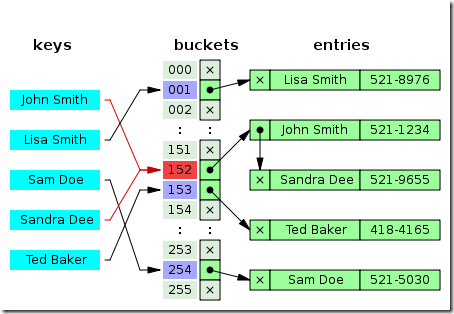 keys
buckets
entries
John Smith
Lisa Smith
Sam Doe
Sandra Dee
Ted Baker
000 ×
001
002 ×
: :
151 ×
152
153
154 ×
: :
253 ×
254
255 ×
× Lisa Smith 521-8976
John Smith 521-1234
× Sandra Dee 521-9655
× Ted Baker 418-4165
× Sam Doe 521-5030